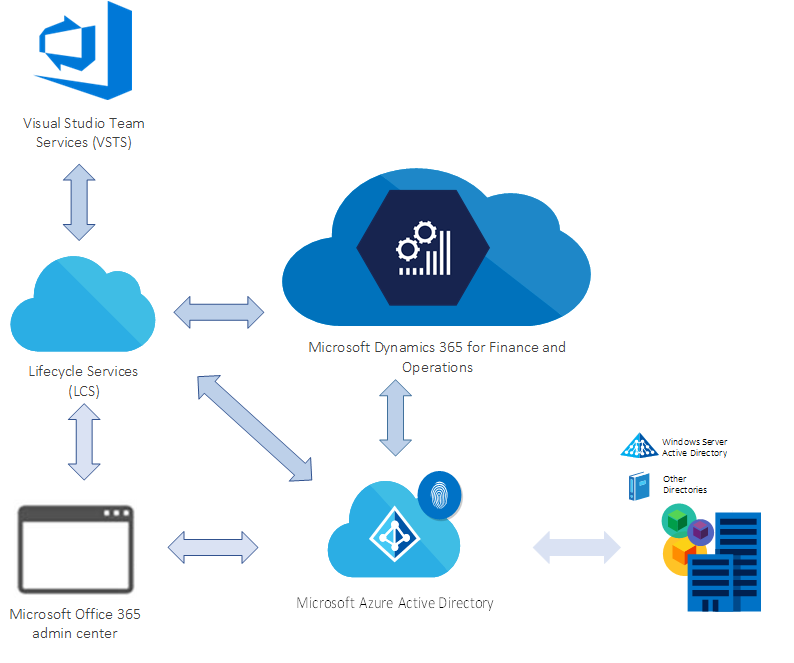 Visual Studio Team
Services (VSTS)
Microsoft Dynamics 365 for Finance and
Operations
Lifecycle Services
(LCS)
Windows Server
Active Directory
Other
Directories
Microsoft Azure Active Directory
Microsoft Office 365
admin center